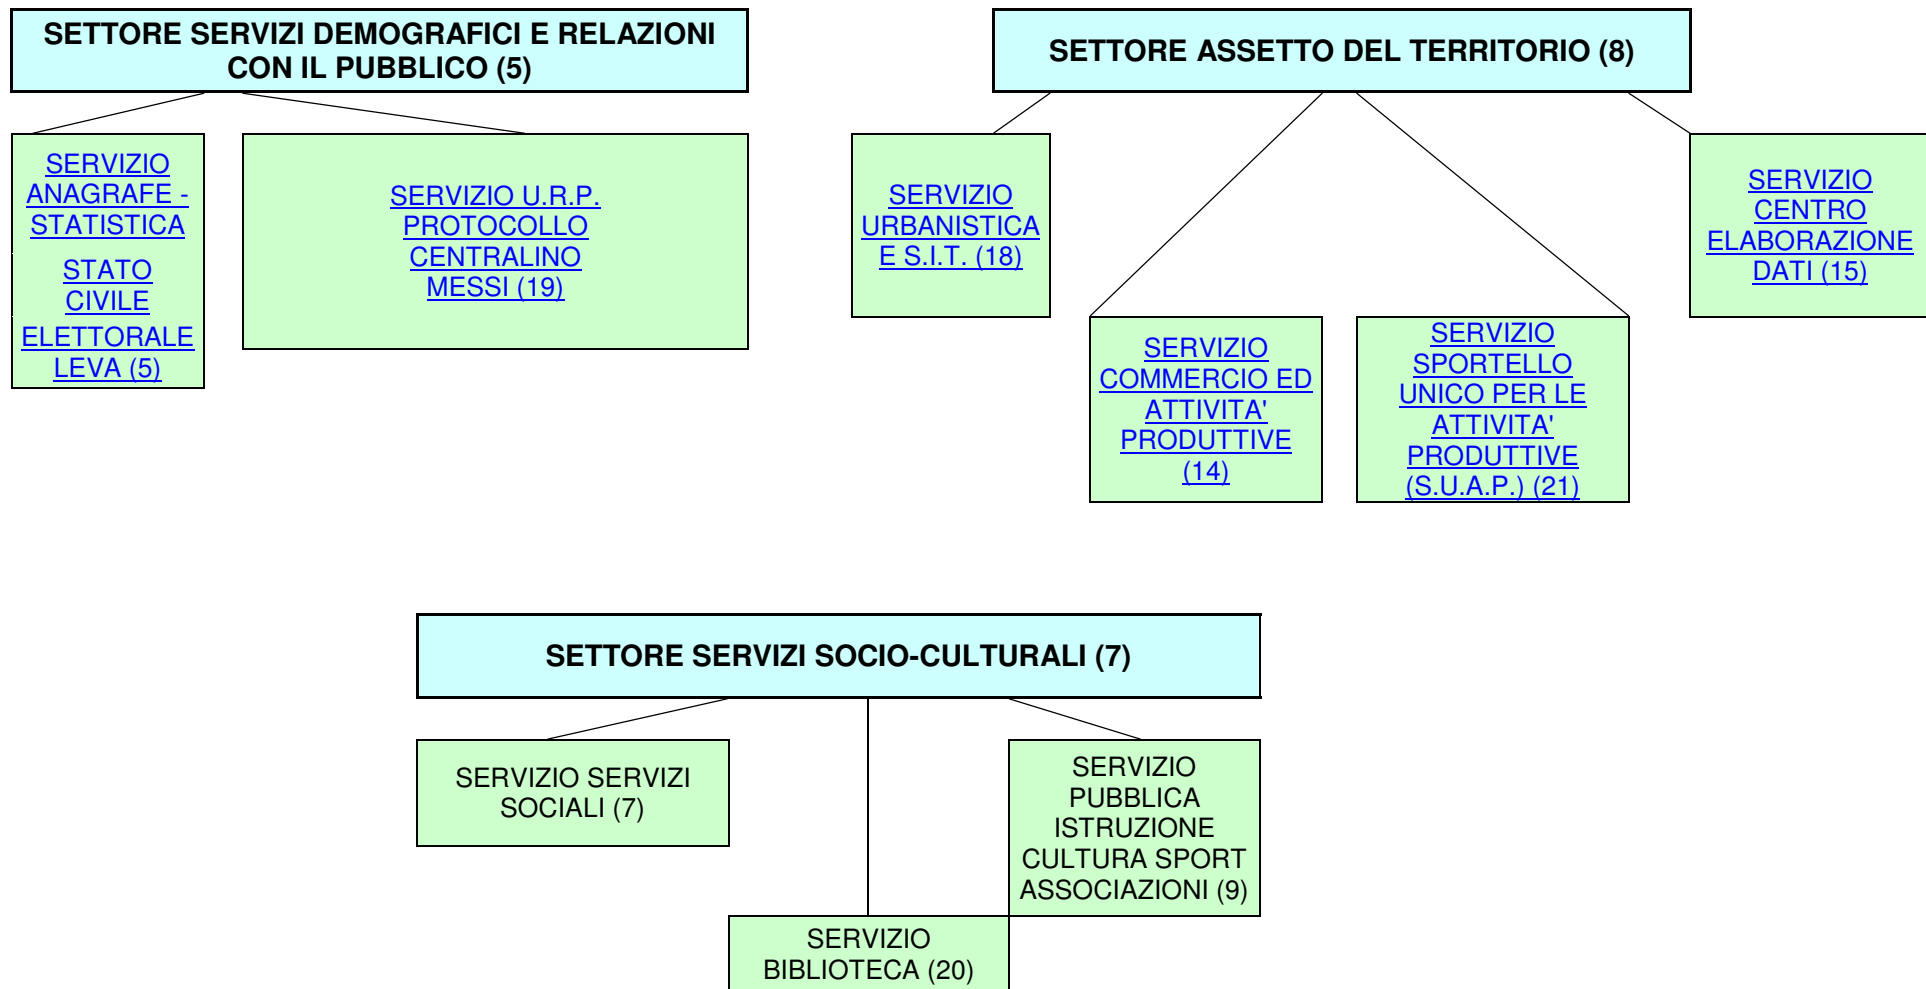 SETTORE SERVIZI DEMOGRAFICI E RELAZIONI
CON IL PUBBLICO (5)
SERVIZIO
ANAGRAFE -
STATISTICA
STATO
CIVILE
ELETTORALE
LEVA (5)
SERVIZIO U.R.P.
PROTOCOLLO
CENTRALINO
MESSI (19)
SETTORE ASSETTO DEL TERRITORIO (8)
SERVIZIO
URBANISTICA
E S.I.T. (18)
SERVIZIO
COMMERCIO ED
ATTIVITA'
PRODUTTIVE
(14)
SERVIZIO
SPORTELLO
UNICO PER LE
ATTIVITA'
PRODUTTIVE
(S.U.A.P.) (21)
SERVIZIO
CENTRO
ELABORAZIONE
DATI (15)
SETTORE SERVIZI SOCIO-CULTURALI (7)
SERVIZIO SERVIZI
SOCIALI (7)
SERVIZIO
BIBLIOTECA (20)
SERVIZIO
PUBBLICA
ISTRUZIONE
CULTURA SPORT
ASSOCIAZIONI (9)